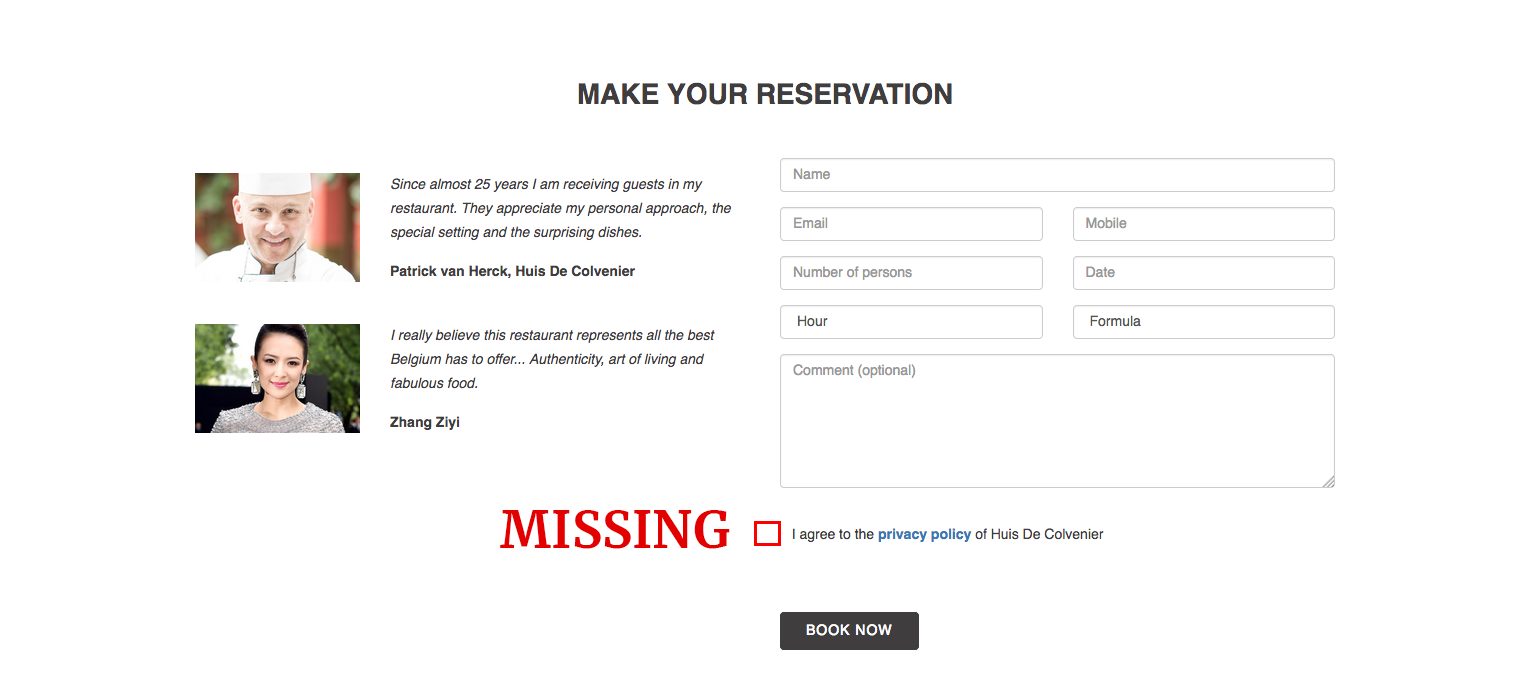 MAKE YOUR RESERVATION
Since almost 25 years I am receiving guests in my
restaurant. They appreciate my personal approach, the
special setting and the surprising dishes.
Patrick van Herck, Huis De Colvenier
I really believe this restaurant represents all the best
Belgium has to offer... Authenticity, art of living and
fabulous food.
Zhang Ziyi
Name
Email
Mobile
Number of persons
Date
Hour
Formula
Comment (optional)
MISSING
I agree to the privacy policy of Huis De Colvenier
BOOK NOW